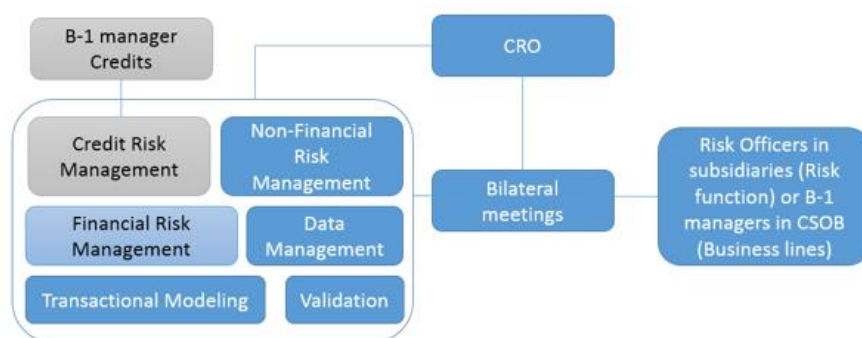 B-1 manager
Credits
CRO
Credit Risk
Management
Non-Financial
Risk
Management
Financial Risk
Management
Data
Management
Transactional Modeling
Validation
Bilateral
meetings
Risk Officers in
subsidiaries (Risk
function) or B-1
managers in CSOB
(Business lines)